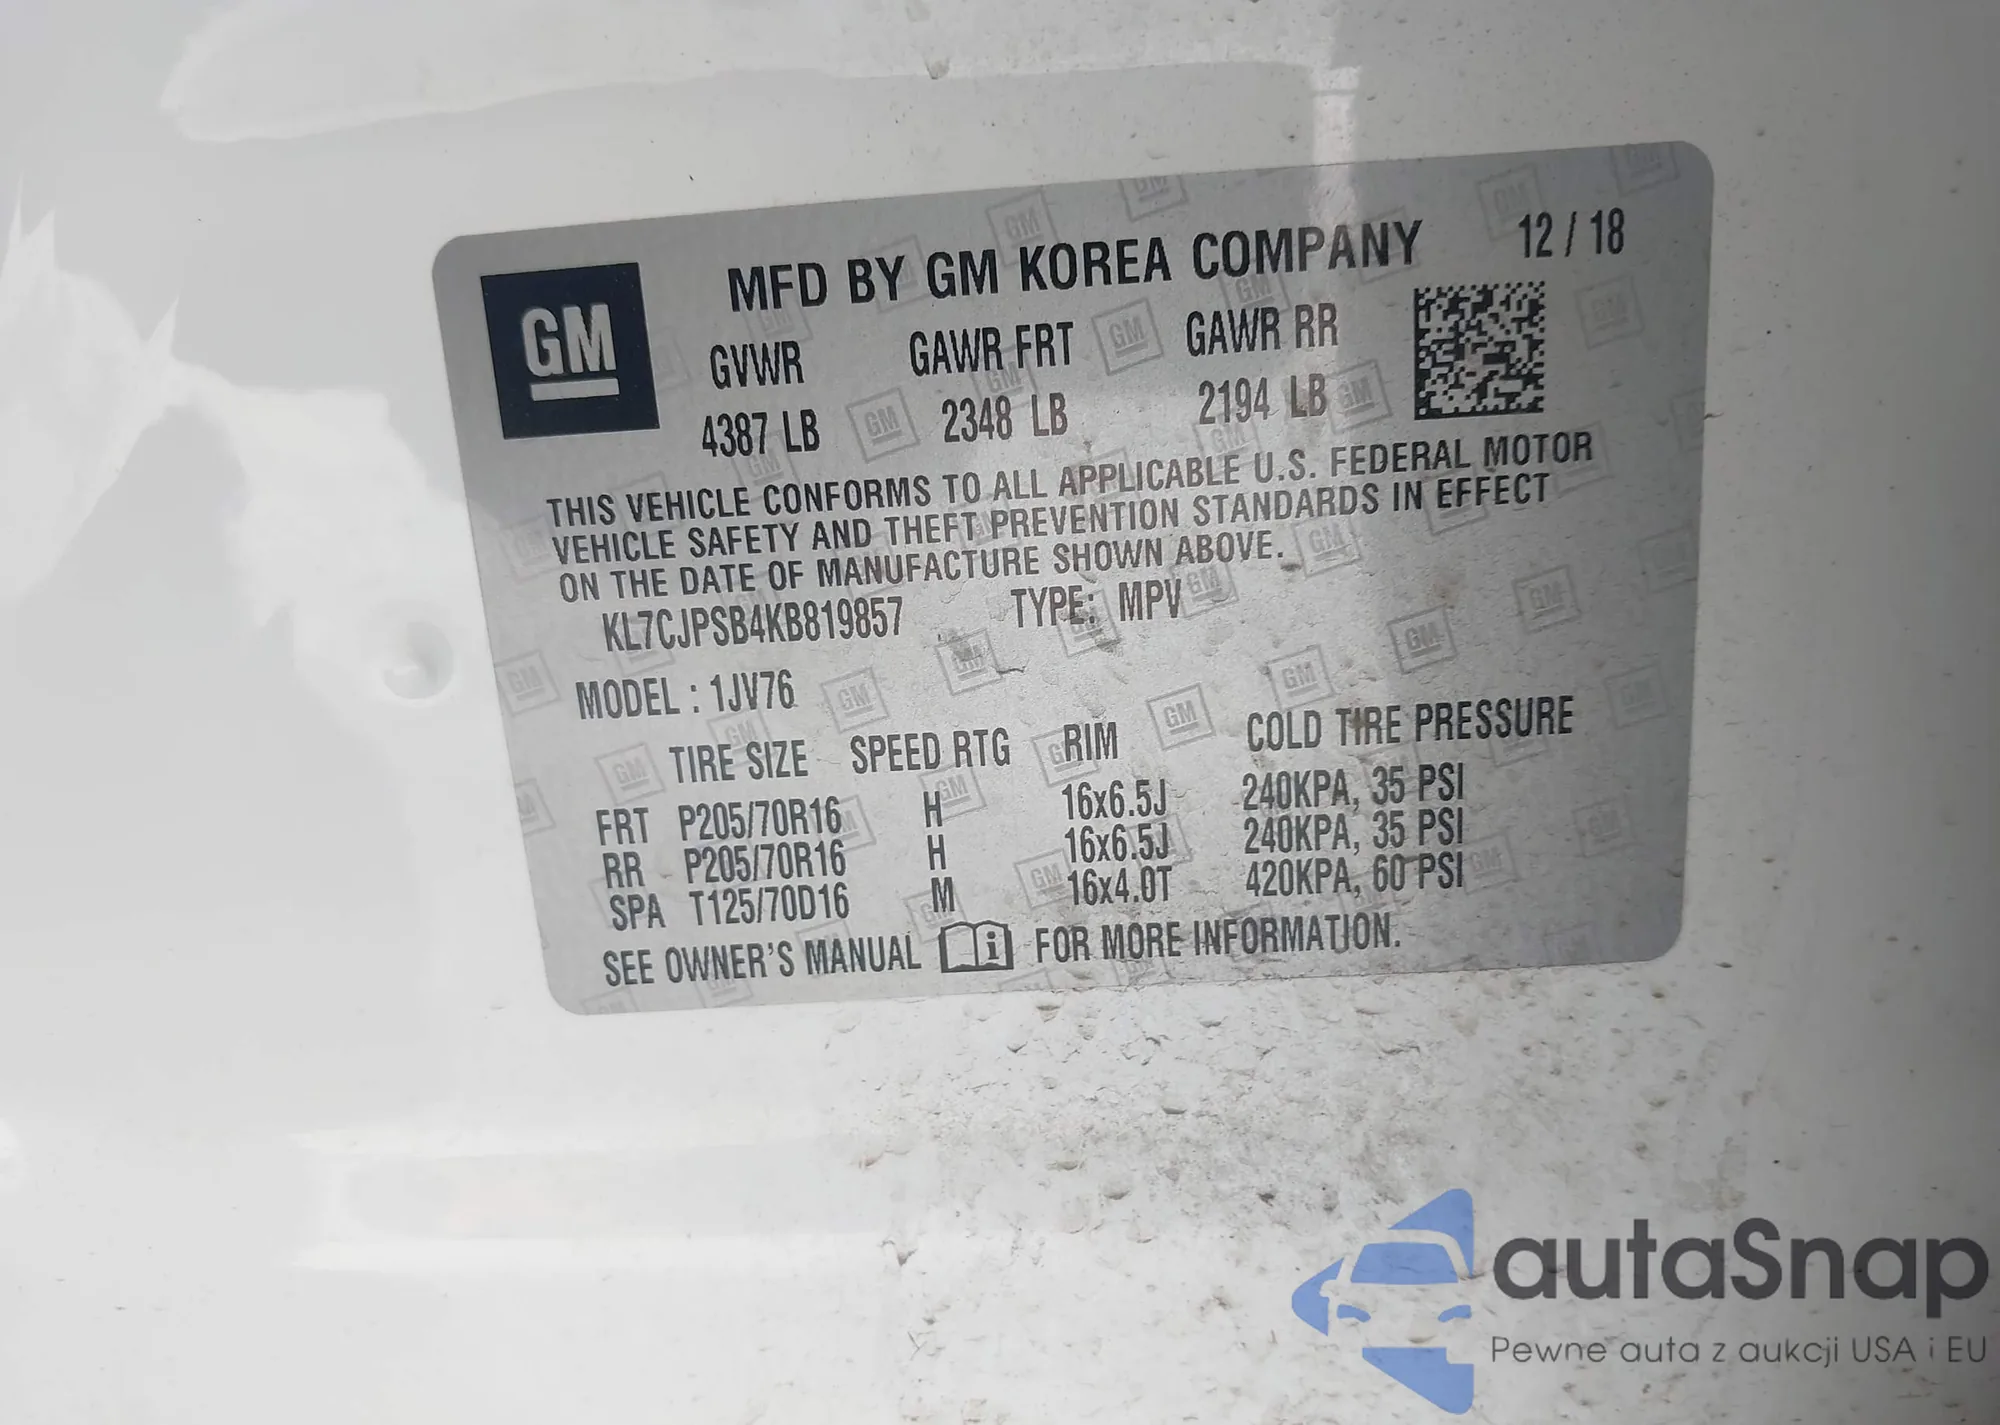 GM
MFD BY GM KOREA COMPANY 12 / 18
GVWR GAWR FRT GAWR RR
4387 LB 2348 LB 2194 LB
THIS VEHICLE CONFORMS TO ALL APPLICABLE U.S. FEDERAL MOTOR
VEHICLE SAFETY AND THEFT PREVENTION STANDARDS IN EFFECT
ON THE DATE OF MANUFACTURE SHOWN ABOVE.
KL7CJPSB4KB819857 TYPE: MPV
MODEL : 1JV76
TIRE SIZE SPEED RTG RIM COLD TIRE PRESSURE
FRT P205/70R16 H 16x6.5J 240KPA, 35 PSI
RR P205/70R16 H 16x6.5J 240KPA, 35 PSI
SPA T125/70D16 M 16x4.0T 420KPA, 60 PSI
SEE OWNER'S MANUAL i FOR MORE INFORMATION.
autaSnap
Pewne auta z aukcji USA i EU